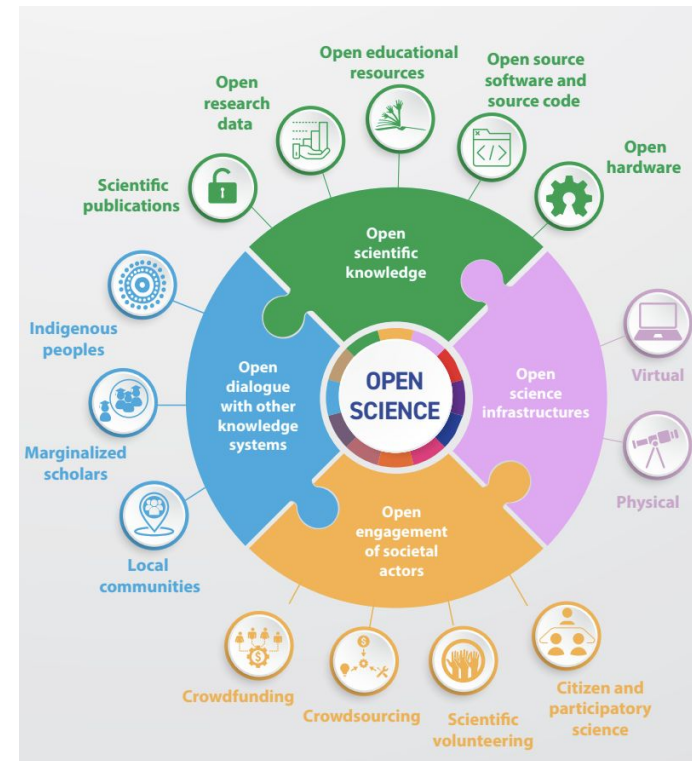 Open educational
resources
Open source
software and
source code
Open
research
data
Open
hardware
Scientific
publications
Open
scientific
knowledge
Indigenous
peoples
Open
dialogue
with other
knowledge
systems
OPEN
SCIENCE
Open
science
infrastructures
Virtual
Marginalized
scholars
Physical
Open
engagement
of societal
actors
Local
communities
Crowdfunding
Crowdsourcing
Scientific
volunteering
Citizen and
participatory
science